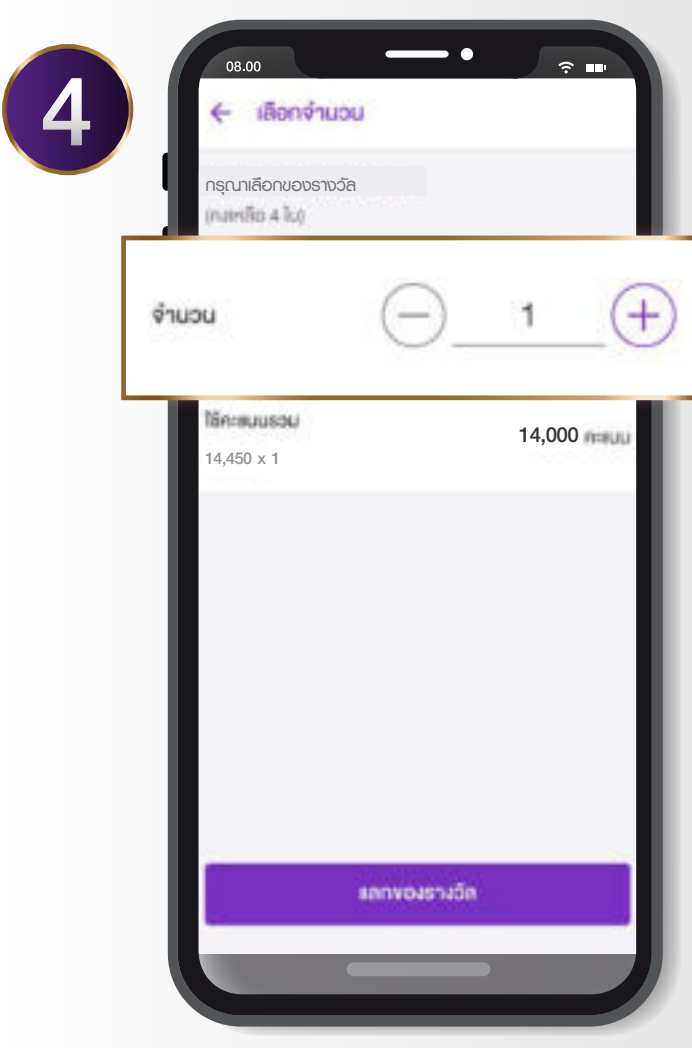 4
08.00
เลือกจำนวน
กรุณาเลือกของรางวัล
(คงเหลือ 4 ใบ)
จำนวน
1
ใช้คะแนนรวม
14,000 คะแนน
14,450 x 1
แลกของรางวัล